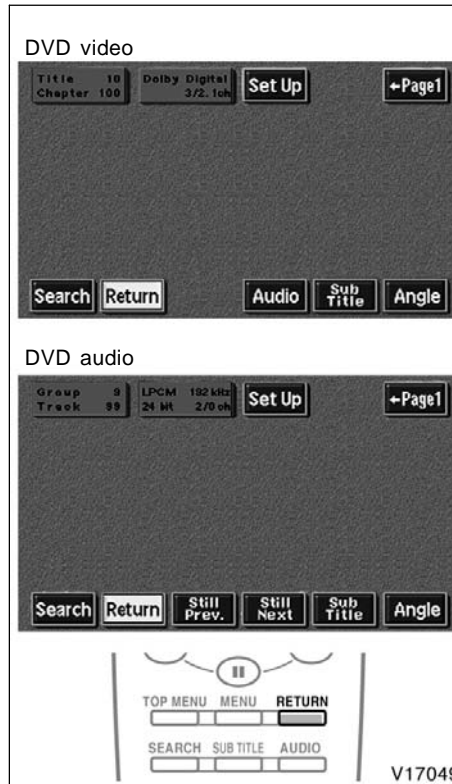 DVD video
Title 10
Chapter 100
Dolby Digital
3/2.1ch
Set Up
←Page1
Search
Return
Audio
Sub
Title
Angle
DVD audio
Group 9
Track 99
LPCM 192 kHz
24 bit 2/0 ch
Set Up
←Page1
Search
Return
Still
Prev.
Still
Next
Sub
Title
Angle
TOP MENU MENU RETURN
SEARCH SUB TITLE AUDIO
V17049